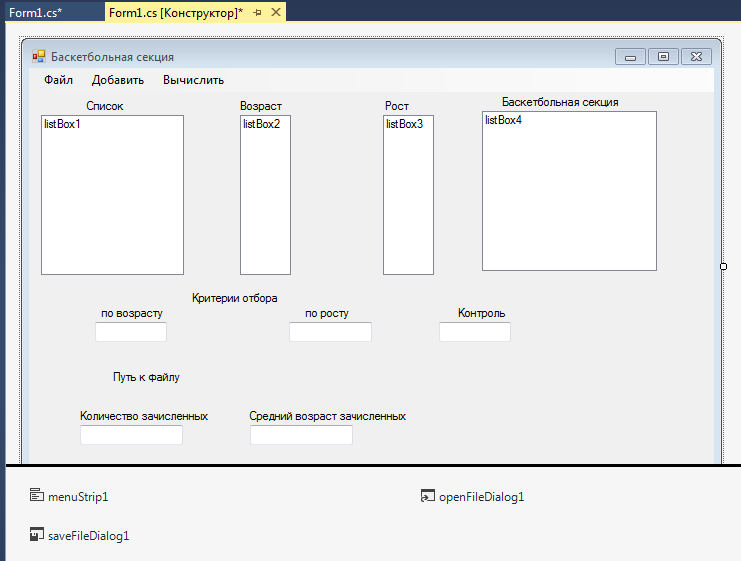 Form1.cs*
Form1.cs [Конструктор]*
Баскетбольная секция
Файл Добавить Вычислить
Список Возраст Рост Баскетбольная секция
listBox1 listBox2 listBox3 listBox4
Критерии отбора
по возрасту по росту Контроль
Путь к файлу
Количество зачисленных Средний возраст зачисленных
menuStrip1 openFileDialog1
saveFileDialog1